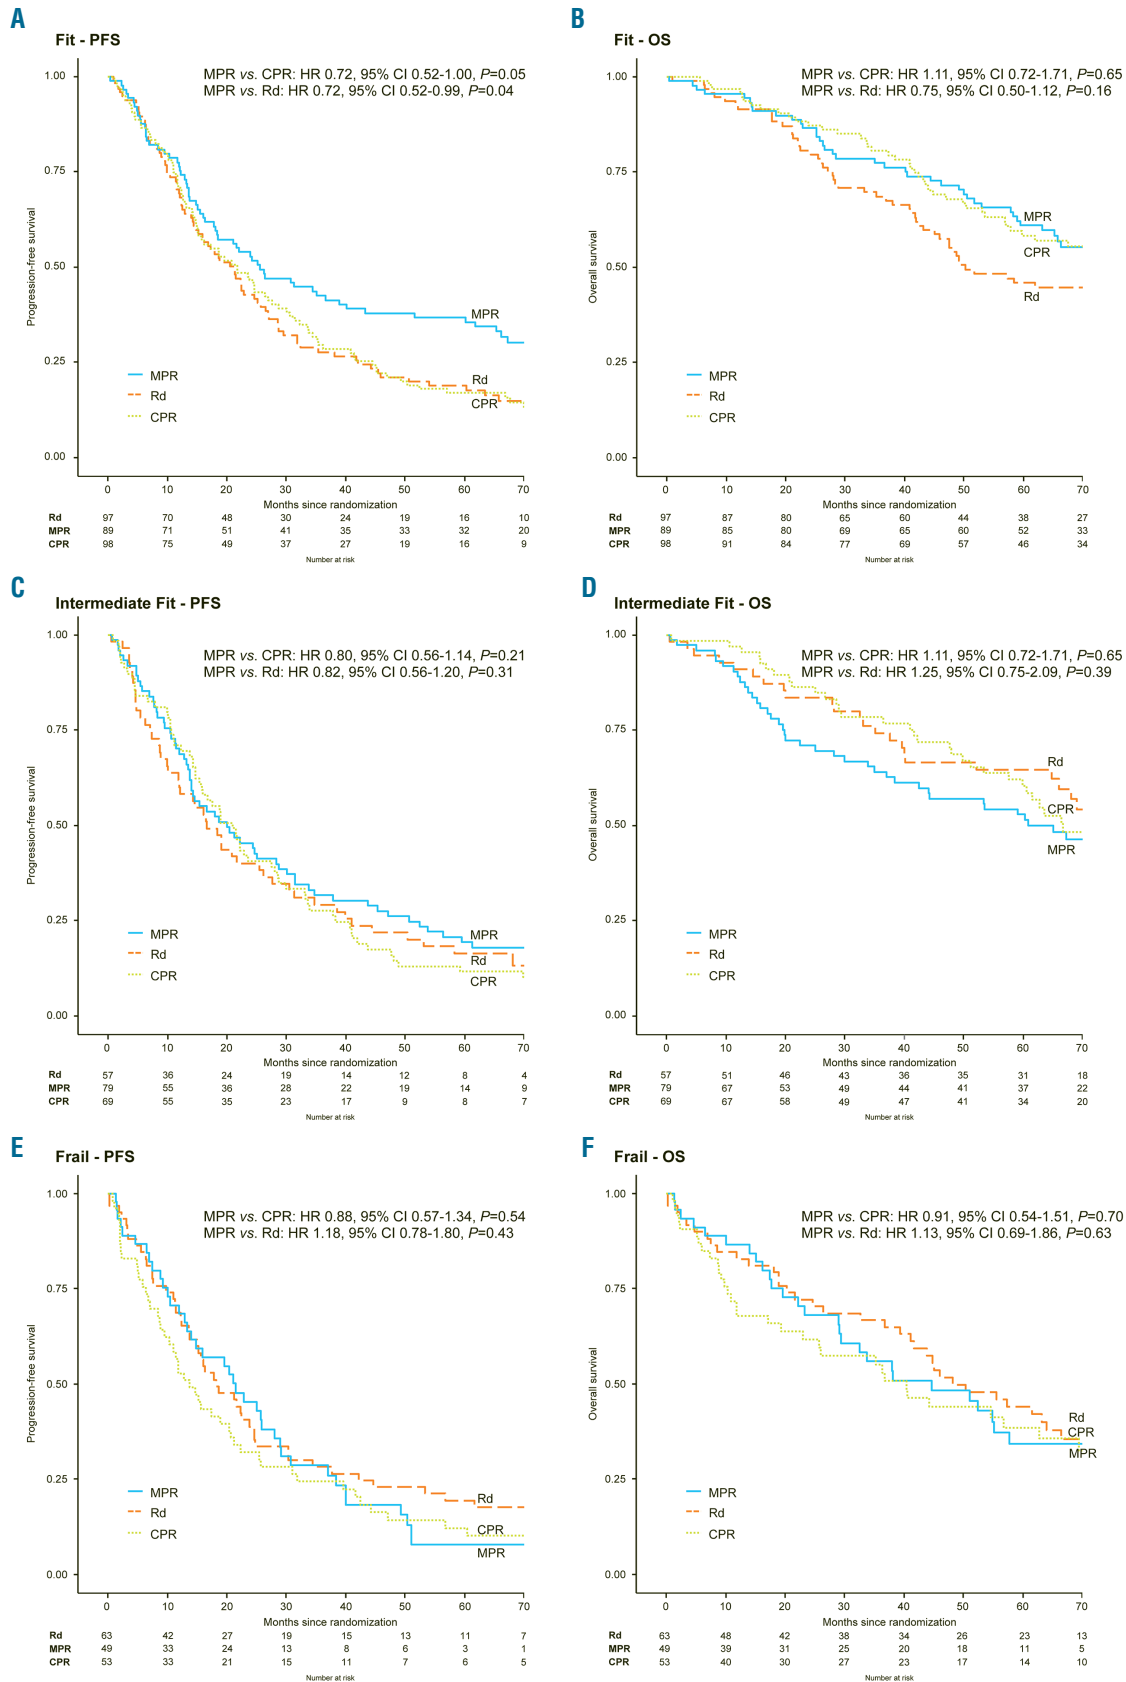 A
Fit - PFS
MPR vs. CPR: HR 0.72, 95% CI 0.52-1.00, P=0.05
MPR vs. Rd: HR 0.72, 95% CI 0.52-0.99, P=0.04
1.00
0.75
0.50
0.25
0.00
Progression-free survival
MPR
Rd
CPR
MPR
Rd
CPR
0 10 20 30 40 50 60 70
Months since randomization
Rd 97 70 48 30 24 19 16 10
MPR 89 71 51 41 35 33 32 20
CPR 98 75 49 37 27 19 16 9
Number at risk
B
Fit - OS
MPR vs. CPR: HR 1.11, 95% CI 0.72-1.71, P=0.65
MPR vs. Rd: HR 0.75, 95% CI 0.50-1.12, P=0.16
1.00
0.75
0.50
0.25
0.00
Overall survival
MPR
CPR
Rd
MPR
Rd
CPR
0 10 20 30 40 50 60 70
Months since randomization
Rd 97 87 80 65 60 44 38 27
MPR 89 85 80 69 65 60 52 33
CPR 98 91 84 77 69 57 46 34
Number at risk
C
Intermediate Fit - PFS
MPR vs. CPR: HR 0.80, 95% CI 0.56-1.14, P=0.21
MPR vs. Rd: HR 0.82, 95% CI 0.56-1.20, P=0.31
1.00
0.75
0.50
0.25
0.00
Progression-free survival
MPR
Rd
CPR
MPR
Rd
CPR
0 10 20 30 40 50 60 70
Months since randomization
Rd 57 36 24 19 14 12 8 4
MPR 79 55 36 28 22 19 14 9
CPR 69 55 35 23 17 9 8 7
Number at risk
D
Intermediate Fit - OS
MPR vs. CPR: HR 1.11, 95% CI 0.72-1.71, P=0.65
MPR vs. Rd: HR 1.25, 95% CI 0.75-2.09, P=0.39
1.00
0.75
0.50
0.25
0.00
Overall survival
Rd
CPR
MPR
MPR
Rd
CPR
0 10 20 30 40 50 60 70
Months since randomization
Rd 57 51 46 43 36 35 31 18
MPR 79 67 53 49 44 41 37 22
CPR 69 67 58 49 47 41 34 20
Number at risk
E
Frail - PFS
MPR vs. CPR: HR 0.88, 95% CI 0.57-1.34, P=0.54
MPR vs. Rd: HR 1.18, 95% CI 0.78-1.80, P=0.43
1.00
0.75
0.50
0.25
0.00
Progression-free survival
MPR
Rd
CPR
Rd
CPR
MPR
0 10 20 30 40 50 60 70
Months since randomization
Rd 63 42 27 19 15 13 11 7
MPR 49 33 24 13 8 6 3 1
CPR 53 33 21 15 11 7 6 5
Number at risk
F
Frail - OS
MPR vs. CPR: HR 0.91, 95% CI 0.54-1.51, P=0.70
MPR vs. Rd: HR 1.13, 95% CI 0.69-1.86, P=0.63
1.00
0.75
0.50
0.25
0.00
Overall survival
Rd
CPR
MPR
MPR
Rd
CPR
0 10 20 30 40 50 60 70
Months since randomization
Rd 63 48 42 38 34 26 23 13
MPR 49 39 31 25 20 18 11 5
CPR 53 40 30 27 23 17 14 10
Number at risk